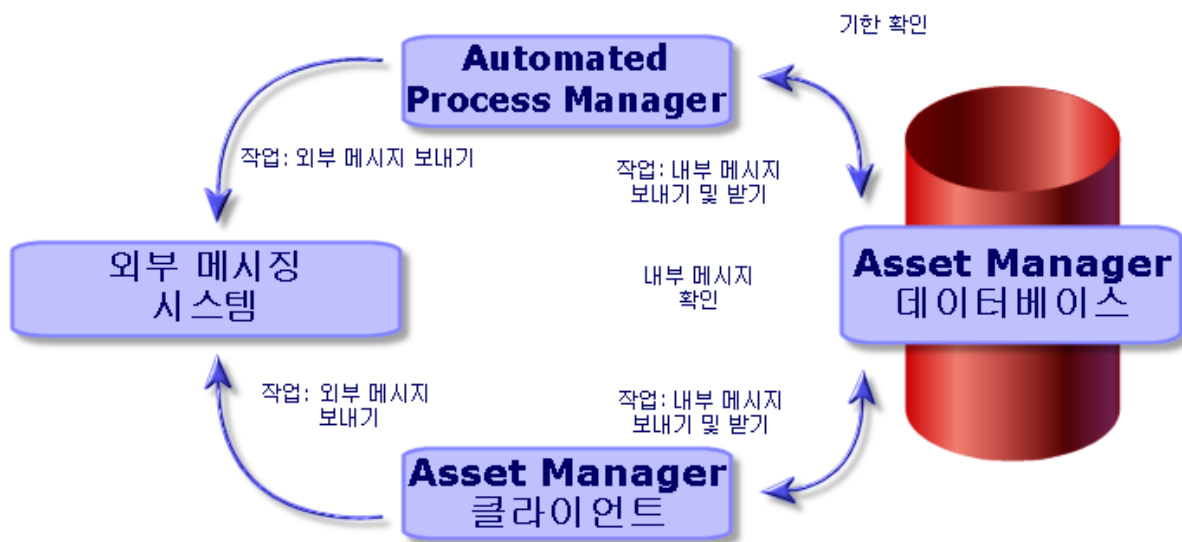 기한 확인
Automated
Process Manager
작업: 외부 메시지 보내기
작업: 내부 메시지
보내기 및 받기
외부 메시징
시스템
내부 메시지
확인
Asset Manager
데이터베이스
작업: 외부 메시지
보내기
작업: 내부 메시지
보내기 및 받기
Asset Manager
클라이언트